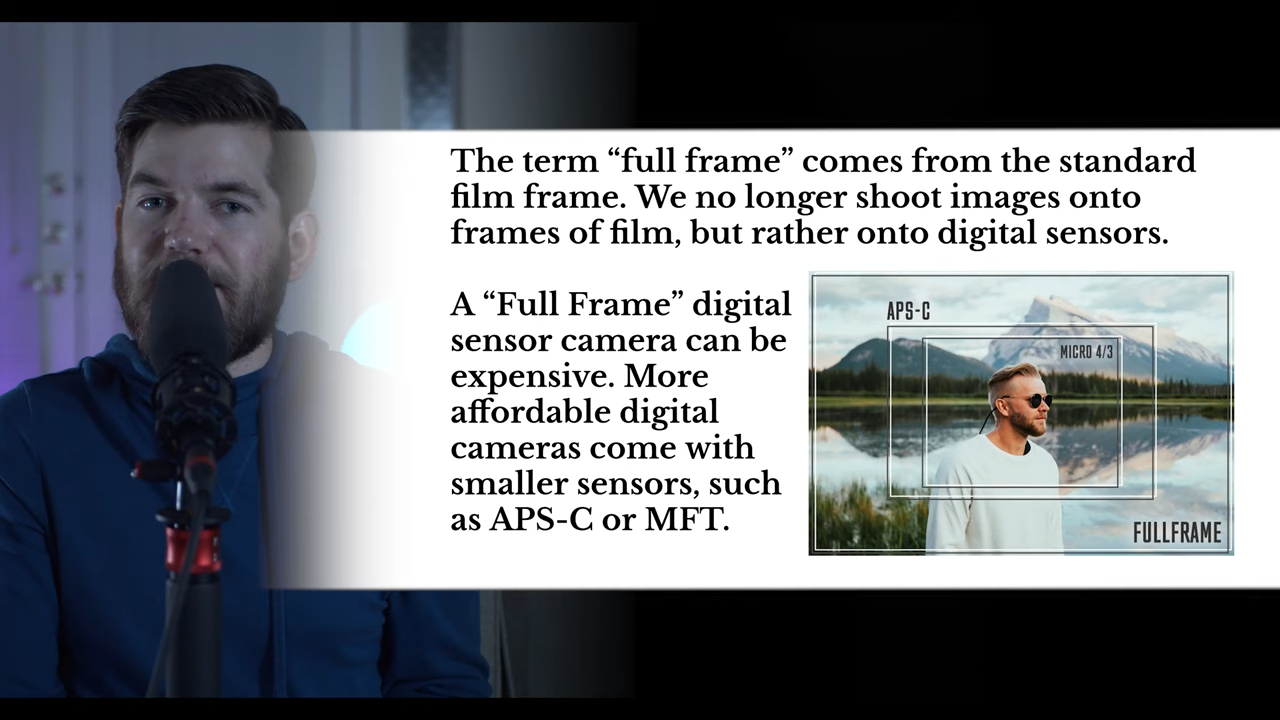 The term “full frame” comes from the standard
film frame. We no longer shoot images onto
frames of film, but rather onto digital sensors.
A “Full Frame” digital
sensor camera can be
expensive. More
affordable digital
cameras come with
smaller sensors, such
as APS-C or MFT.
APS-C
MICRO 4/3
FULLFRAME